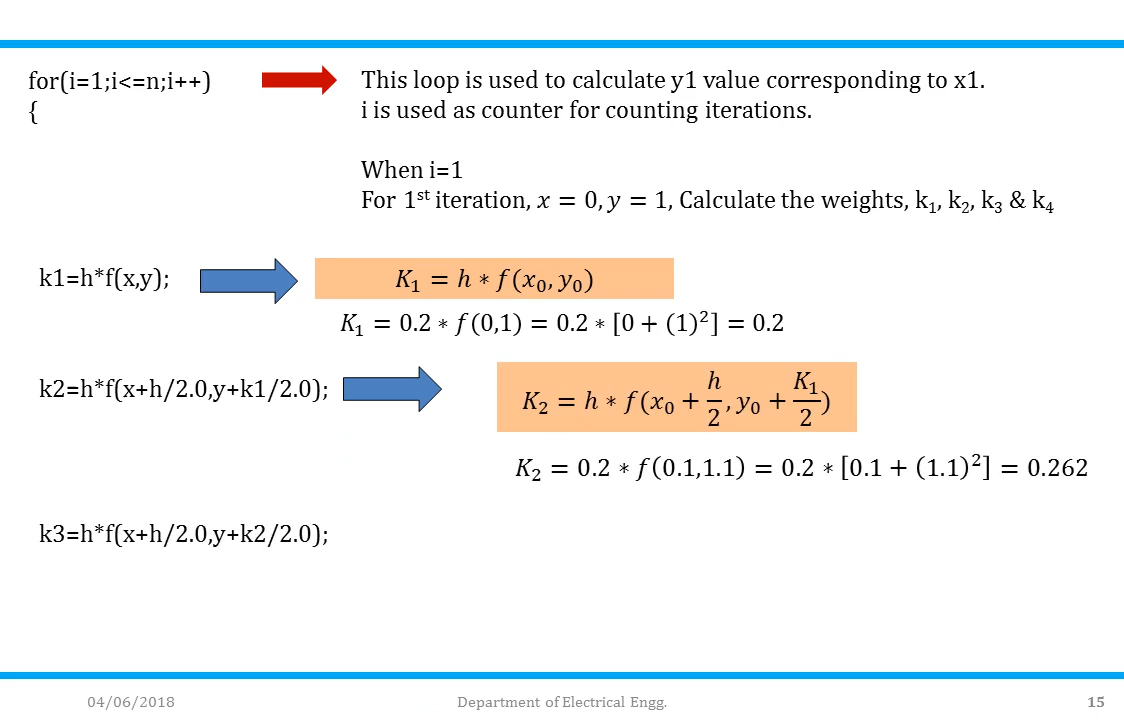 for(i=1;i<=n;i++)
{
This loop is used to calculate y1 value corresponding to x1.
i is used as counter for counting iterations.
When i=1
For 1st iteration, x = 0, y = 1, Calculate the weights, k1, k2, k3 & k4
k1=h*f(x,y);
K₁ = h ∗ f(x₀, y₀)
K₁ = 0.2 ∗ f(0,1) = 0.2 ∗ [0 + (1)²] = 0.2
k2=h*f(x+h/2.0,y+k1/2.0);
K₂ = h ∗ f(x₀ + h/2, y₀ + K₁/2)
K₂ = 0.2 ∗ f(0.1,1.1) = 0.2 ∗ [0.1 + (1.1)²] = 0.262
k3=h*f(x+h/2.0,y+k2/2.0);
04/06/2018
Department of Electrical Engg.
15